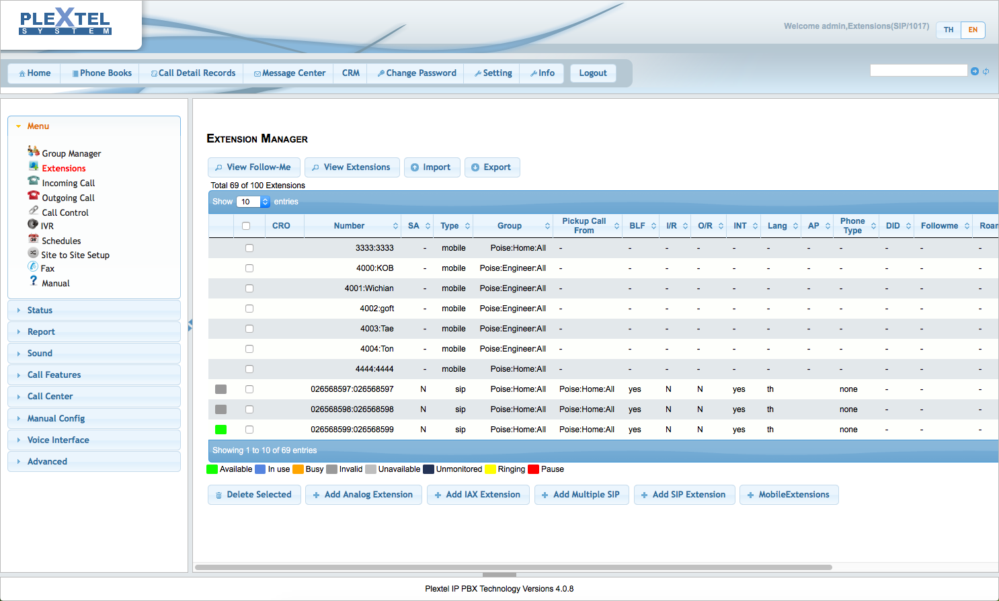 PLEXTEL
SYSTEM
Welcome admin,Extensions(SIP/1017)
TH EN
Home Phone Books Call Detail Records Message Center CRM Change Password Setting Info Logout
Menu
Group Manager
Extensions
Incoming Call
Outgoing Call
Call Control
IVR
Schedules
Site to Site Setup
Fax
Manual
Status
Report
Sound
Call Features
Call Center
Manual Config
Voice Interface
Advanced
Extension Manager
View Follow-Me View Extensions Import Export
Total 69 of 100 Extensions
Show 10 entries
CRO Number SA Type Group Pickup Call From BLF I/R O/R INT Lang AP Phone Type DID Followme Roar
3333:3333 - mobile Poise:Home:All - - - - - - - - - - -
4000:KOB - mobile Poise:Engineer:All - - - - - - - - - - -
4001:Wichian - mobile Poise:Engineer:All - - - - - - - - - - -
4002:goft - mobile Poise:Engineer:All - - - - - - - - - - -
4003:Tae - mobile Poise:Engineer:All - - - - - - - - - - -
4004:Ton - mobile Poise:Engineer:All - - - - - - - - - - -
4444:4444 - mobile Poise:Home:All - - - - - - - - - - -
026568597:026568597 N sip Poise:Home:All Poise:Home:All yes N N yes th none - - -
026568598:026568598 N sip Poise:Home:All Poise:Home:All yes N N yes th none - - -
026568599:026568599 N sip Poise:Home:All Poise:Home:All yes N N yes th none - - -
Showing 1 to 10 of 69 entries
Available In use Busy Invalid Unavailable Unmonitored Ringing Pause
Delete Selected Add Analog Extension Add IAX Extension Add Multiple SIP Add SIP Extension MobileExtensions
Plextel IP PBX Technology Versions 4.0.8